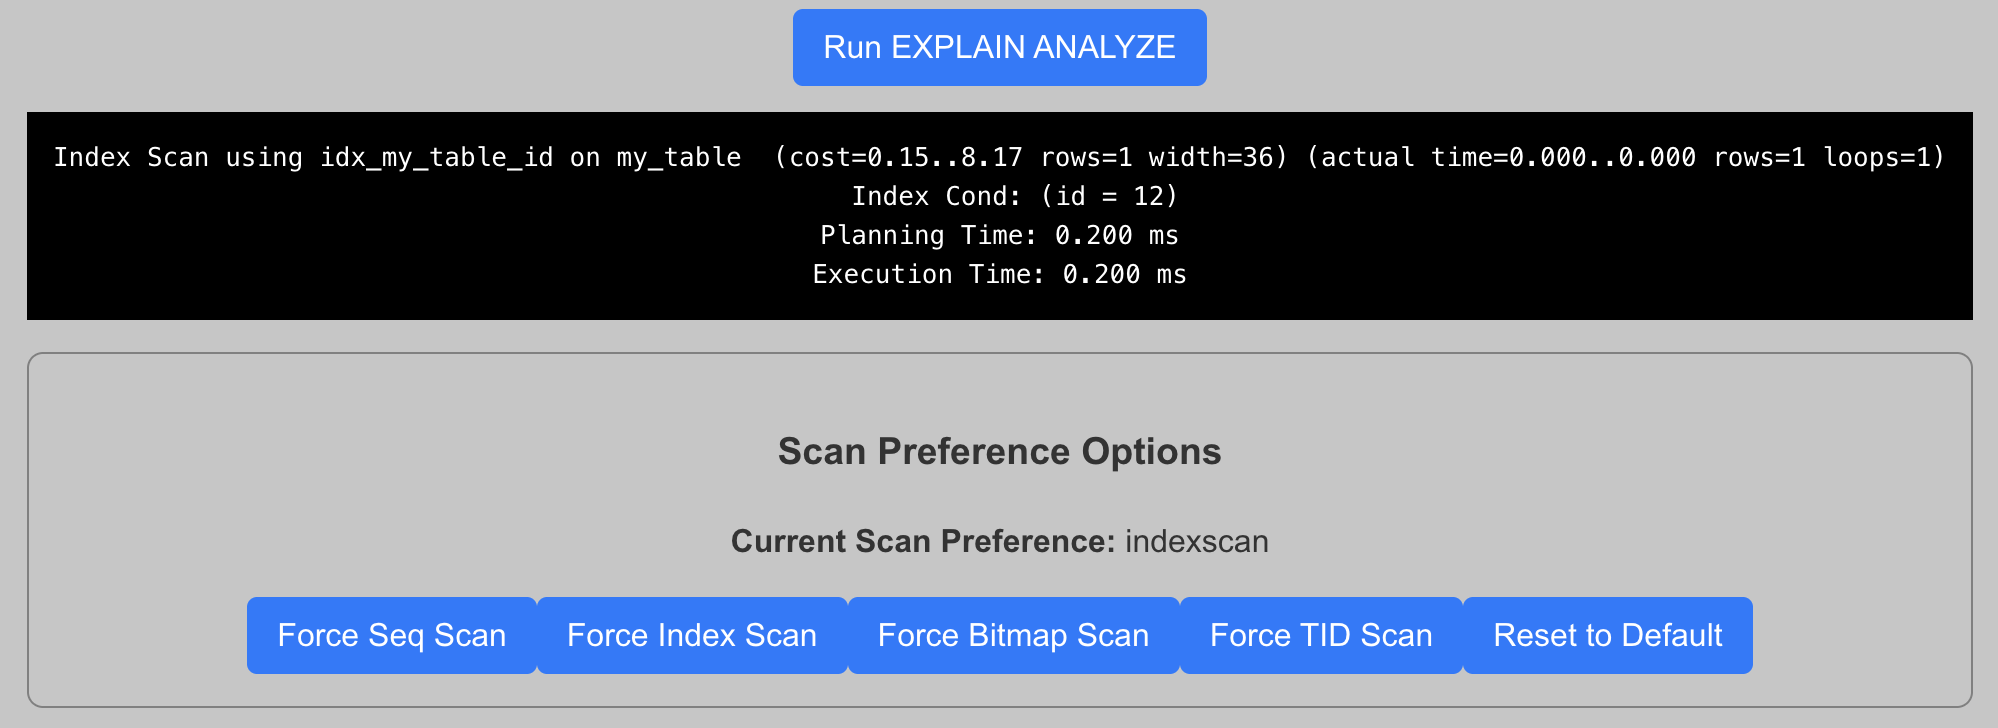 Run EXPLAIN ANALYZE
Index Scan using idx_my_table_id on my_table  (cost=0.15..8.17 rows=1 width=36) (actual time=0.000..0.000 rows=1 loops=1)
Index Cond: (id = 12)
Planning Time: 0.200 ms
Execution Time: 0.200 ms
Scan Preference Options
Current Scan Preference: indexscan
Force Seq Scan Force Index Scan Force Bitmap Scan Force TID Scan Reset to Default